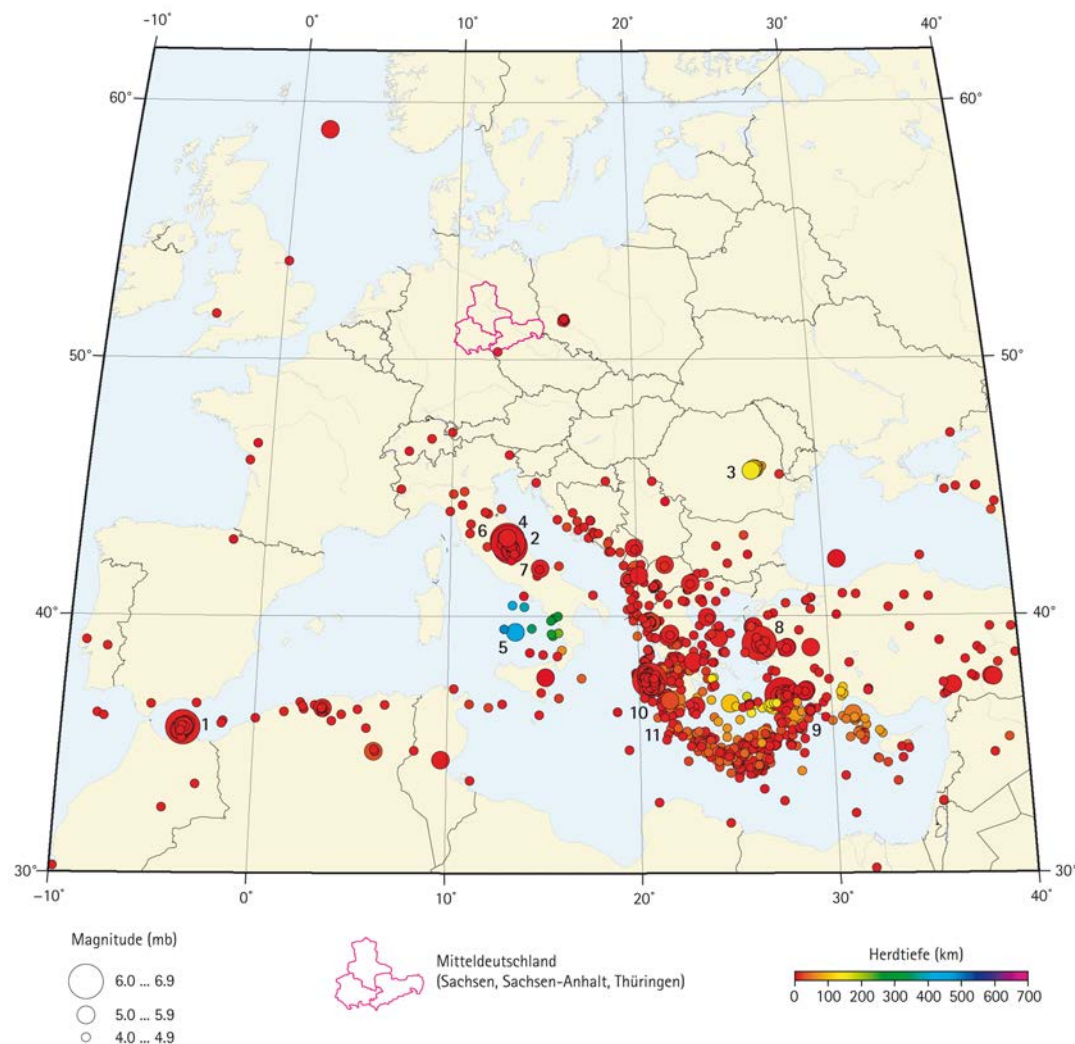 -10° 0° 10° 20° 30° 40°
60° 60°
50° 50°
3
4
6 2
7
40° 40°
8
5
10
1 9
11
30° 30°
-10° 0° 10° 20° 30° 40°
Magnitude (mb)
6.0 ... 6.9
5.0 ... 5.9
4.0 ... 4.9
Mitteldeutschland
(Sachsen, Sachsen-Anhalt, Thüringen)
Herdtiefe (km)
0 100 200 300 400 500 600 700